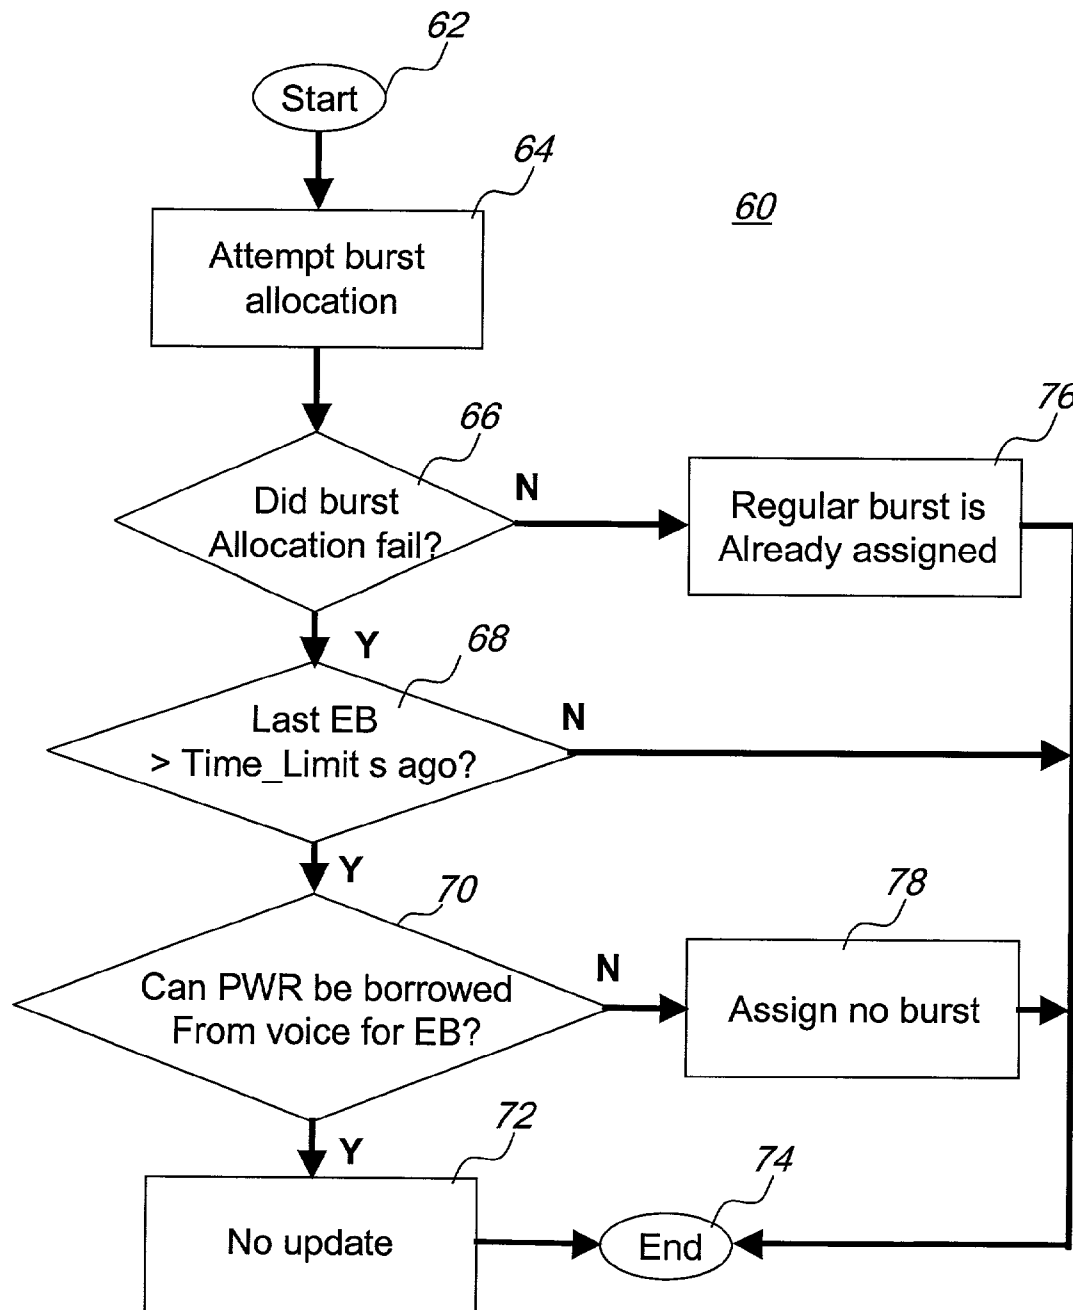 62
Start
64
60
Attempt burst
allocation
66
76
N
Did burst
Allocation fail?
Regular burst is
Already assigned
Y
68
N
Last EB
> Time_Limit s ago?
Y
70
78
N
Can PWR be borrowed
From voice for EB?
Assign no burst
Y
72
74
No update
End